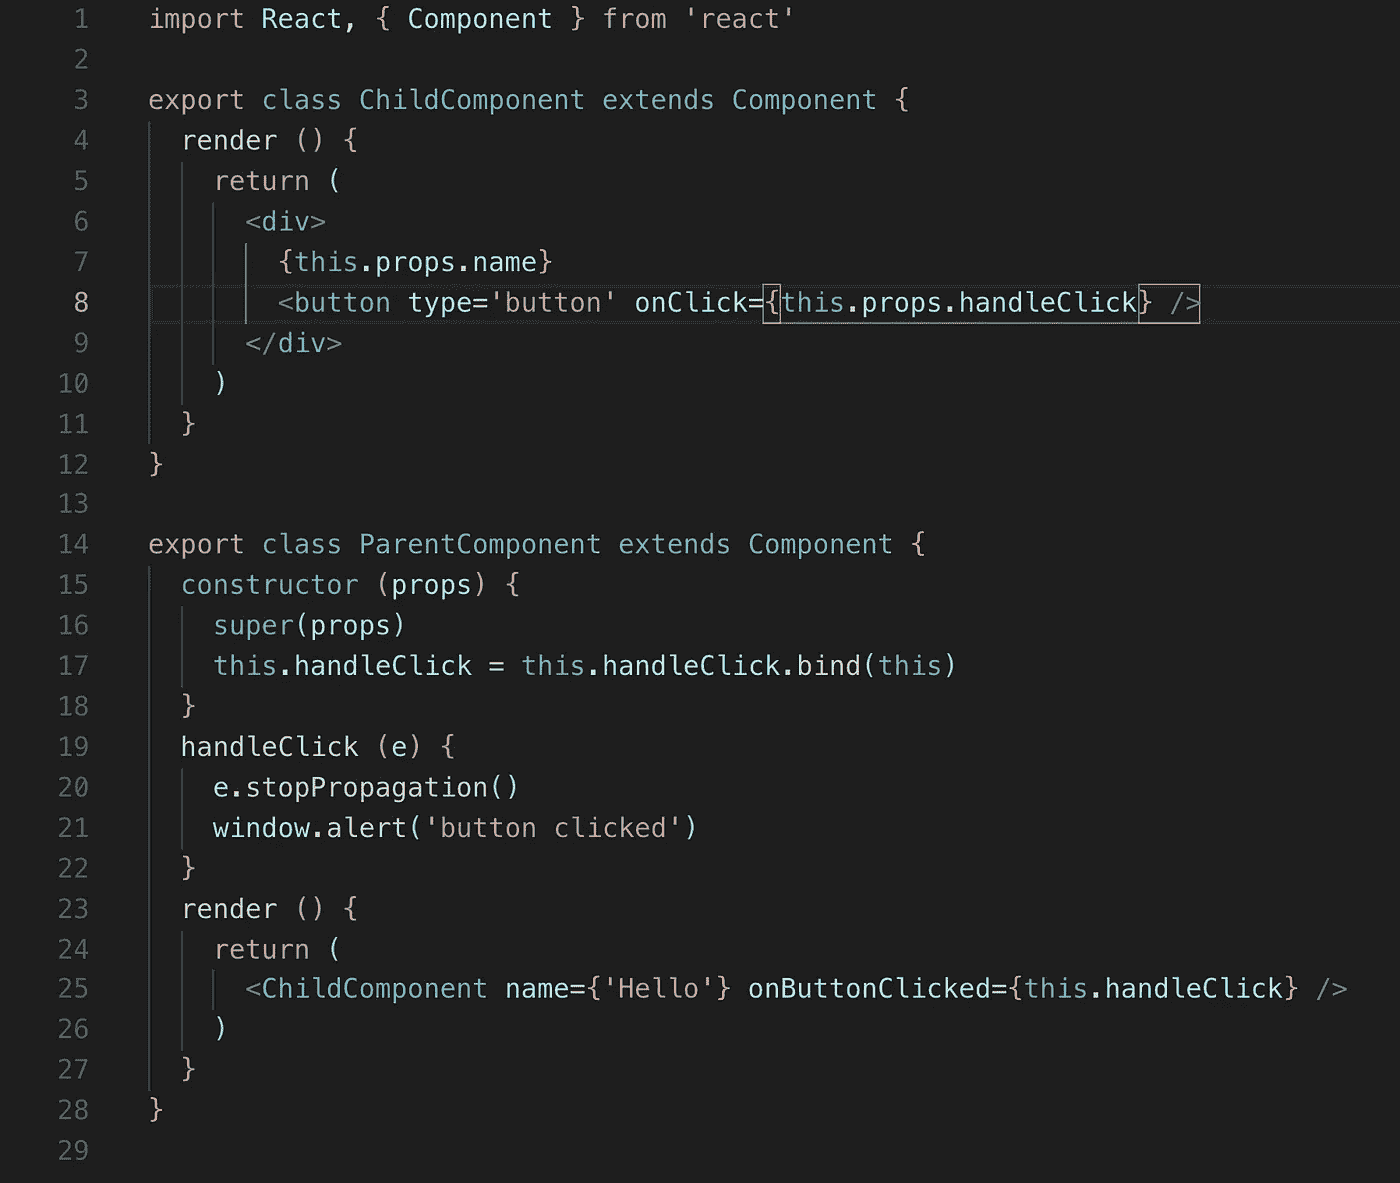 1 import React, { Component } from 'react'
2
3 export class ChildComponent extends Component {
4 render () {
5 return (
6 <div>
7 {this.props.name}
8 <button type='button' onClick={this.props.handleClick} />
9 </div>
10 )
11 }
12 }
13
14 export class ParentComponent extends Component {
15 constructor (props) {
16 super(props)
17 this.handleClick = this.handleClick.bind(this)
18 }
19 handleClick (e) {
20 e.stopPropagation()
21 window.alert('button clicked')
22 }
23 render () {
24 return (
25 <ChildComponent name={'Hello'} onButtonClicked={this.handleClick} />
26 )
27 }
28 }
29